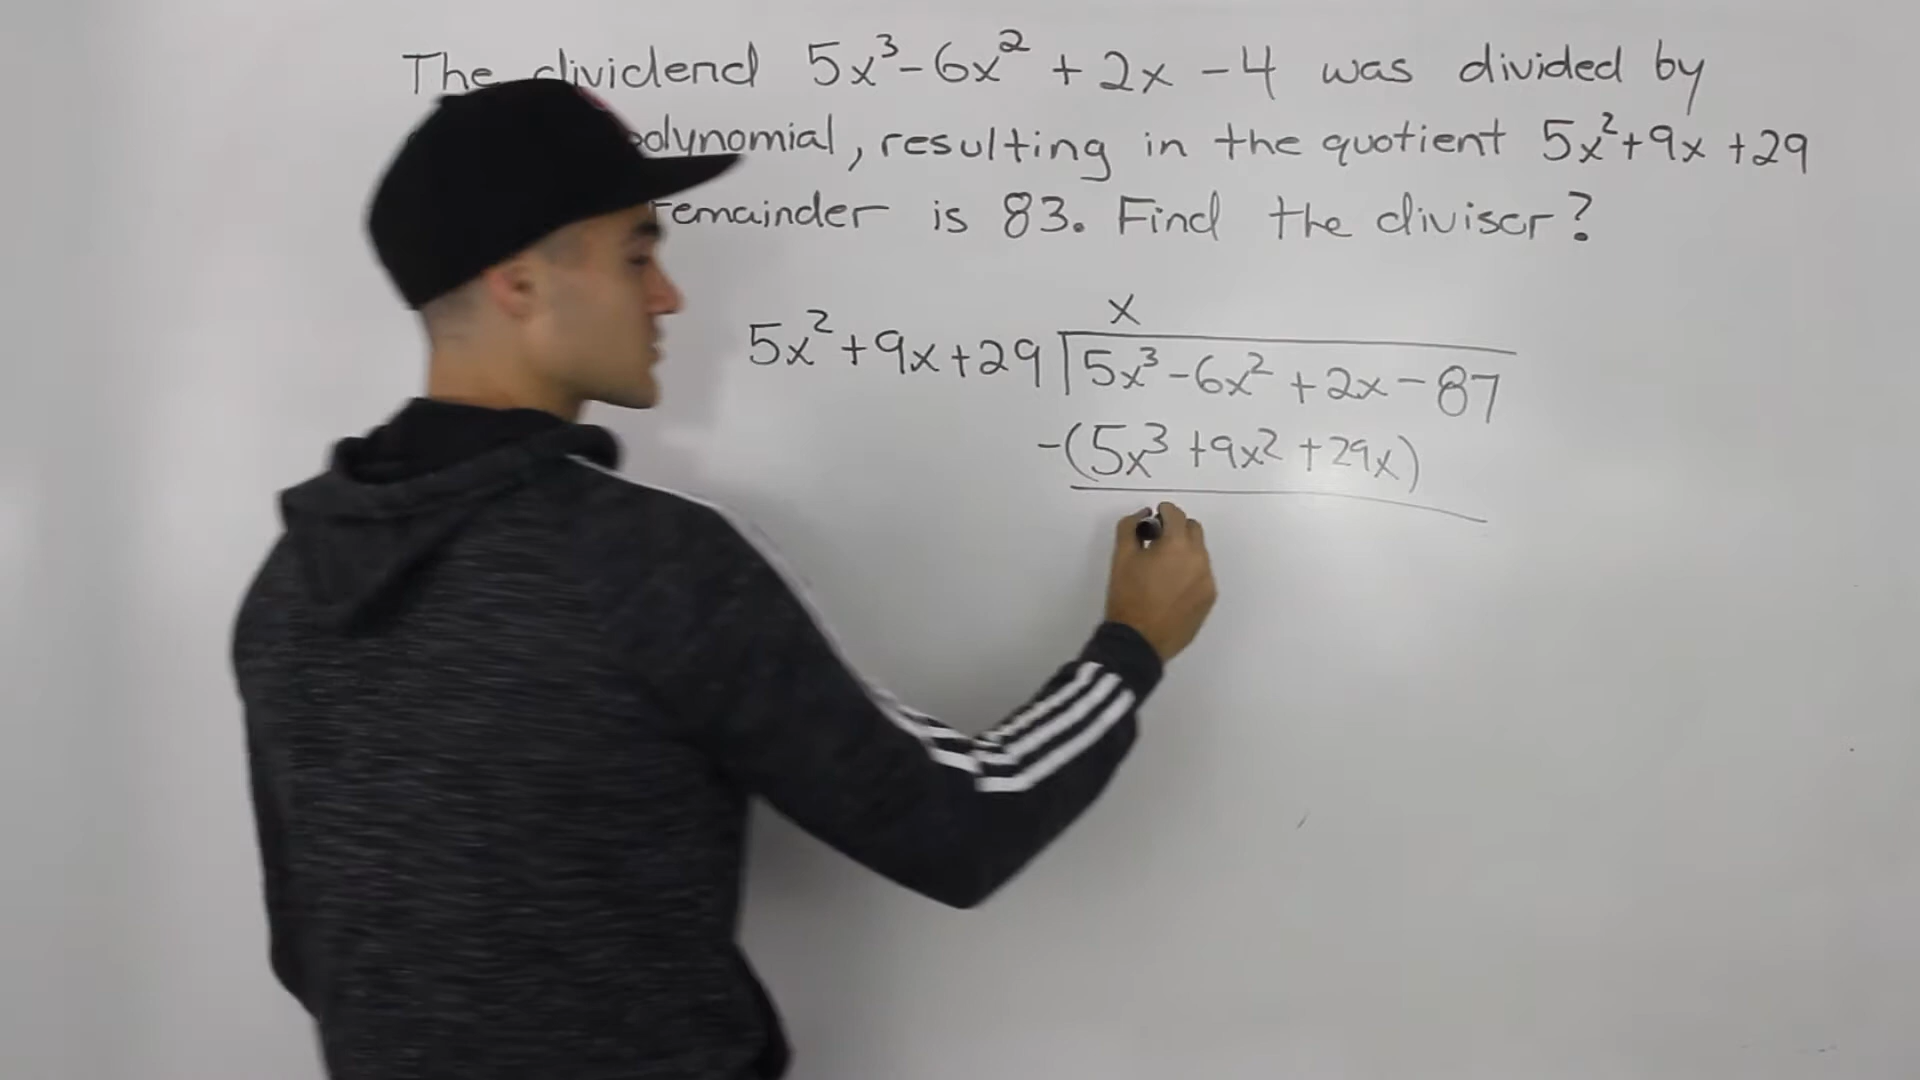 The dividend 5x³-6x²+2x-4 was divided by
polynomial, resulting in the quotient 5x²+9x+29
remainder is 83. Find the divisor?
x
5x²+9x+29 5x³-6x²+2x-87
-(5x³+9x²+29x)